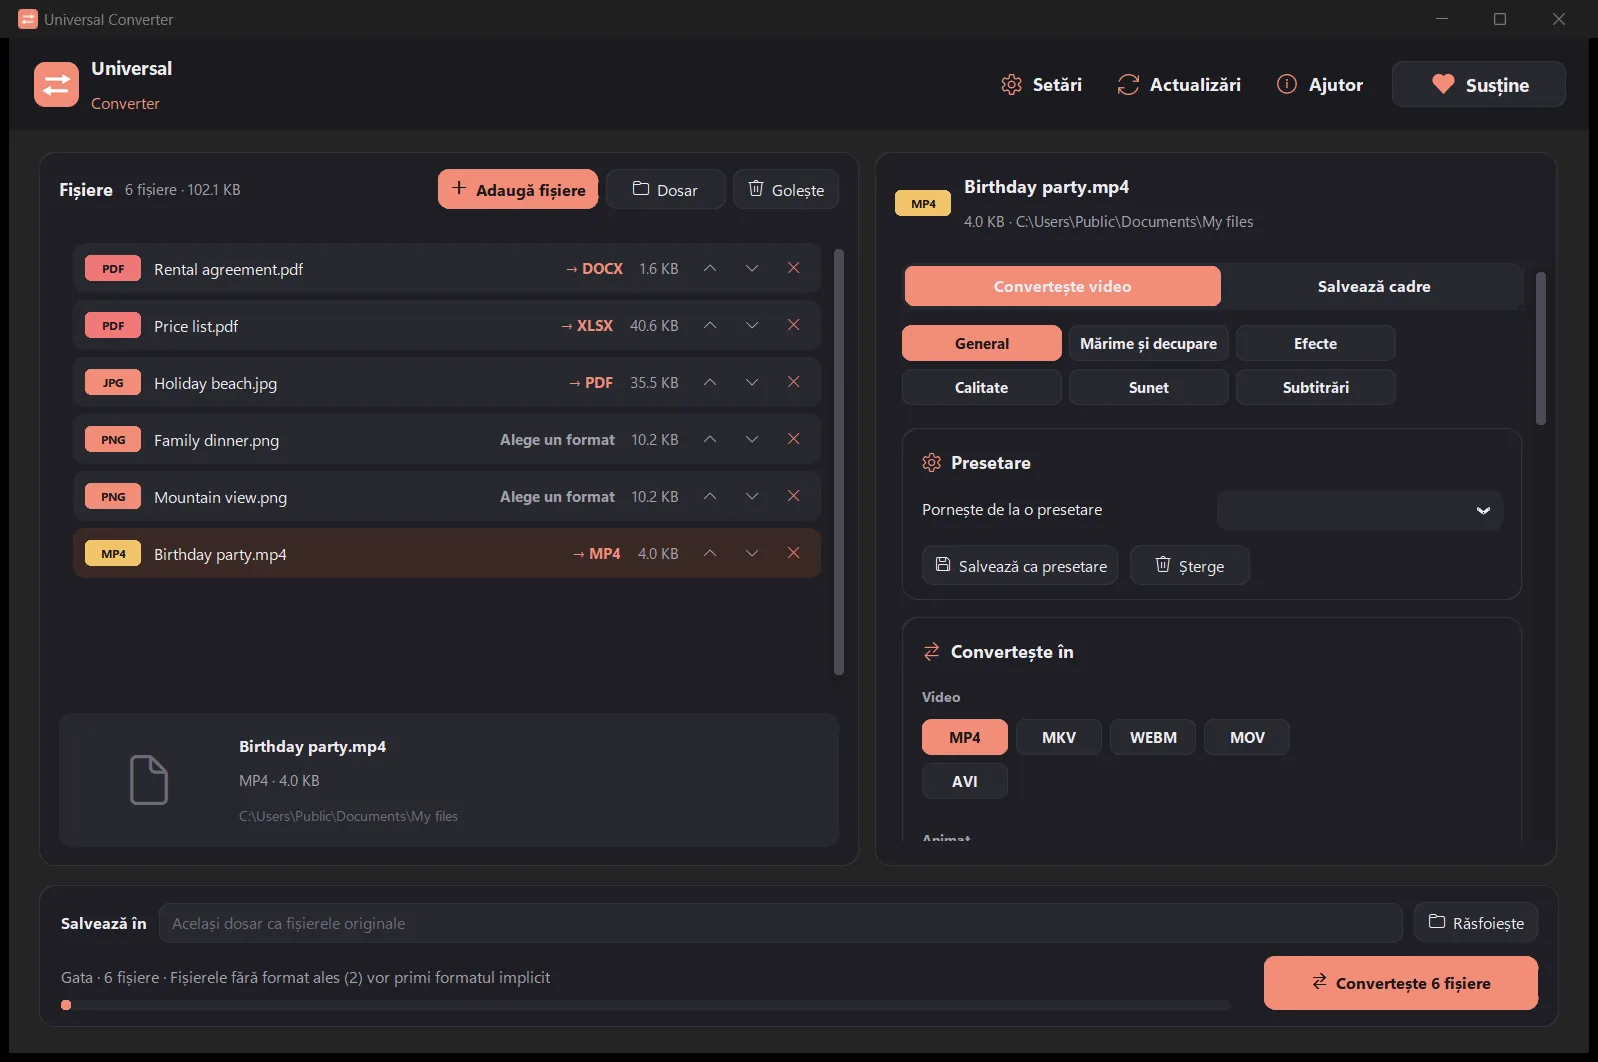 Universal Converter
Universal
Converter
Setări
Actualizări
Ajutor
Susține
Fișiere 6 fișiere · 102.1 KB
Adaugă fișiere
Dosar
Golește
PDF Rental agreement.pdf → DOCX 1.6 KB
PDF Price list.pdf → XLSX 40.6 KB
JPG Holiday beach.jpg → PDF 35.5 KB
PNG Family dinner.png Alege un format 10.2 KB
PNG Mountain view.png Alege un format 10.2 KB
MP4 Birthday party.mp4 → MP4 4.0 KB
Birthday party.mp4
MP4 · 4.0 KB
C:\Users\Public\Documents\My files
MP4
Birthday party.mp4
4.0 KB · C:\Users\Public\Documents\My files
Convertește video
Salvează cadre
General
Mărime și decupare
Efecte
Calitate
Sunet
Subtitrări
Presetare
Pornește de la o presetare
Salvează ca presetare
Șterge
Convertește în
Video
MP4
MKV
WEBM
MOV
AVI
Animat
Salvează în
Același dosar ca fișierele originale
Răsfoiește
Gata · 6 fișiere · Fișierele fără format ales (2) vor primi formatul implicit
Convertește 6 fișiere